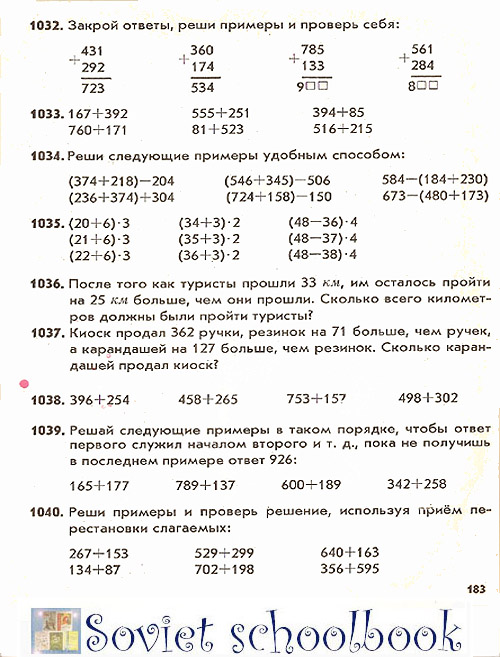 1032. Закрой ответы, реши примеры и проверь себя:
431 360 785 561
+ + + +
292 174 133 284
723 534 9□□ 8□□
1033. 167+392 555+251 394+85
760+171 81+523 516+215
1034. Реши следующие примеры удобным способом:
(374+218)−204 (546+345)−506 584−(184+230)
(236+374)+304 (724+158)−150 673−(480+173)
1035. (20+6)·3 (34+3)·2 (48−36)·4
(21+6)·3 (35+3)·2 (48−37)·4
(22+6)·3 (36+3)·2 (48−38)·4
1036. После того как туристы прошли 33 км, им осталось пройти
на 25 км больше, чем они прошли. Сколько всего километ-
ров должны были пройти туристы?
1037. Киоск продал 362 ручки, резинок на 71 больше, чем ручек,
а карандашей на 127 больше, чем резинок. Сколько каран-
дашей продал киоск?
1038. 396+254 458+265 753+157 498+302
1039. Решай следующие примеры в таком порядке, чтобы ответ
первого служил началом второго и т. д., пока не получишь
в последнем примере ответ 926:
165+177 789+137 600+189 342+258
1040. Реши примеры и проверь решение, используя приём пе-
рестановки слагаемых:
267+153 529+299 640+163
134+87 702+198 356+595
183
Soviet schoolbook